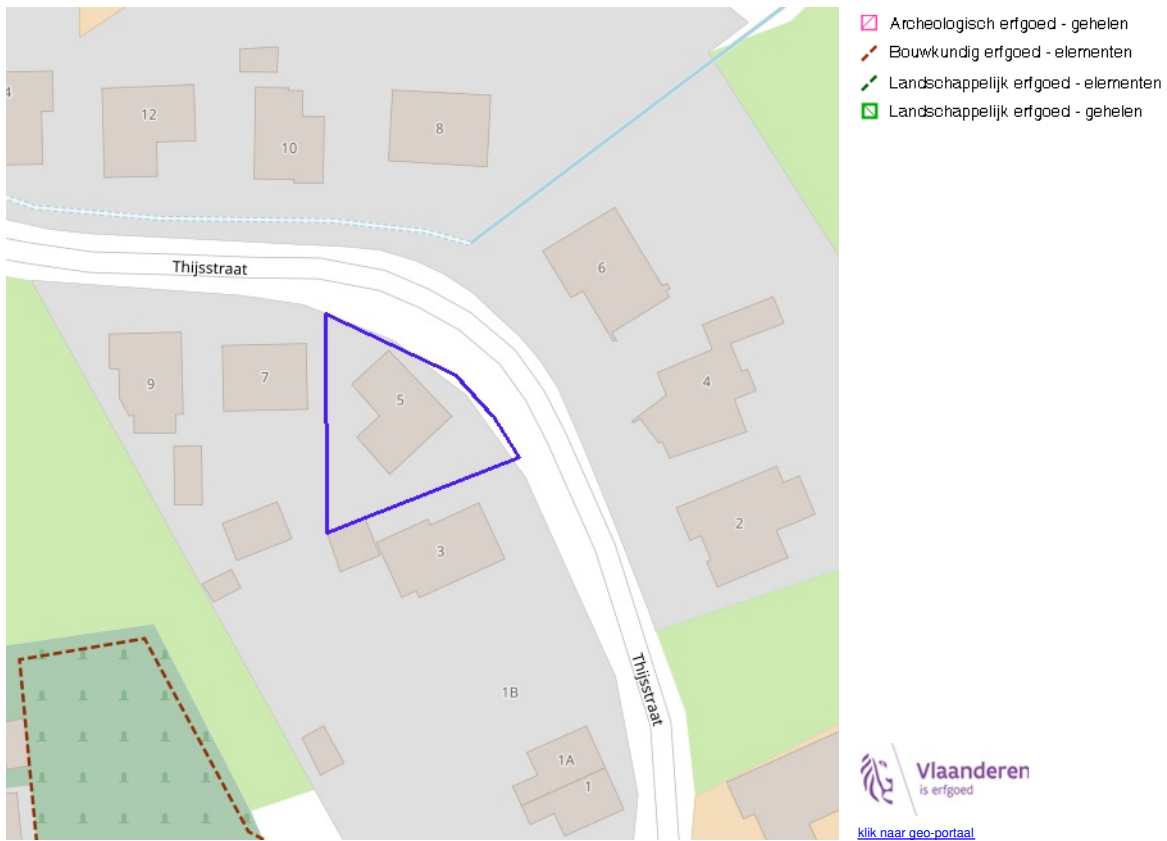 4
12
10
8
Thijsstraat
6
9
7
5
4
2
3
Thijsstraat
1B
1A
1
Archeologisch erfgoed - gehelen
Bouwkundig erfgoed - elementen
Landschappelijk erfgoed - elementen
Landschappelijk erfgoed - gehelen
Vlaanderen
is erfgoed
klik naar geo-portaal